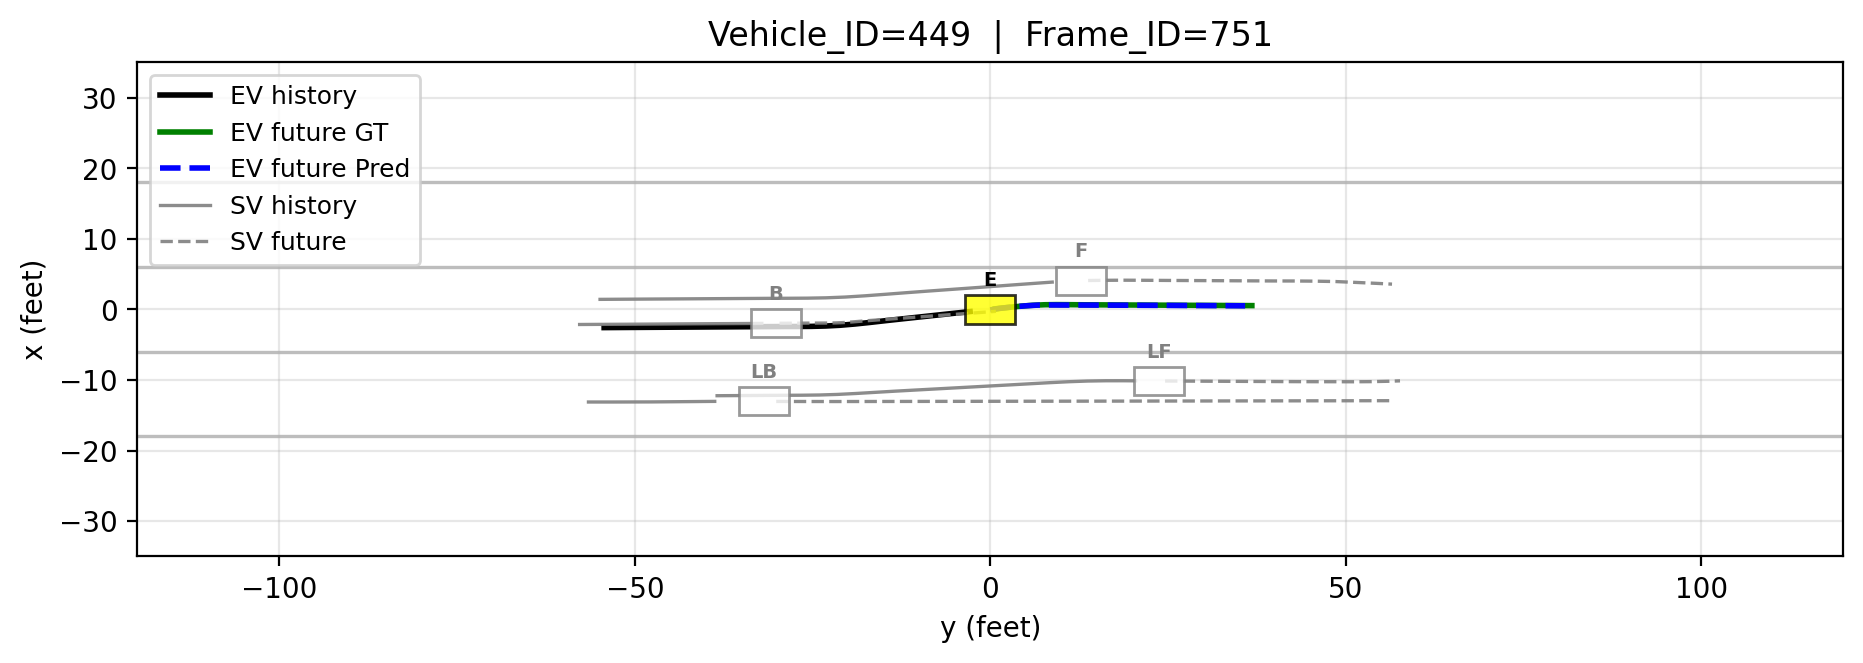 Vehicle_ID=449 | Frame_ID=751
EV history
EV future GT
EV future Pred
SV history
SV future
30
20
10
0
−10
−20
−30
x (feet)
F
E
B
LF
LB
−100
−50
0
50
100
y (feet)